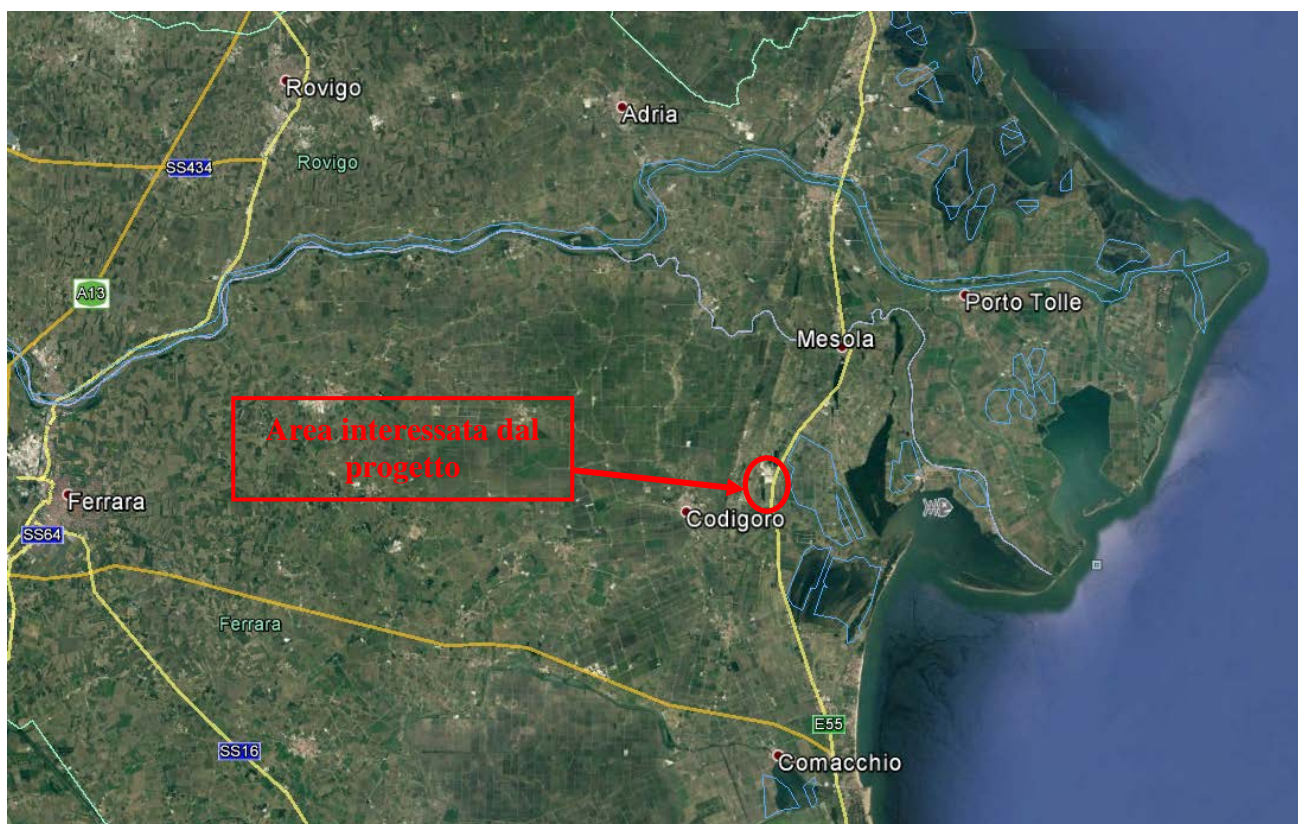 Rovigo
Adria
SS434
Rovigo
A13
Porto Tolle
Mesola
Area interessata dal
progetto
Ferrara
Codigoro
SS64
Ferrara
E55
SS16
Comacchio